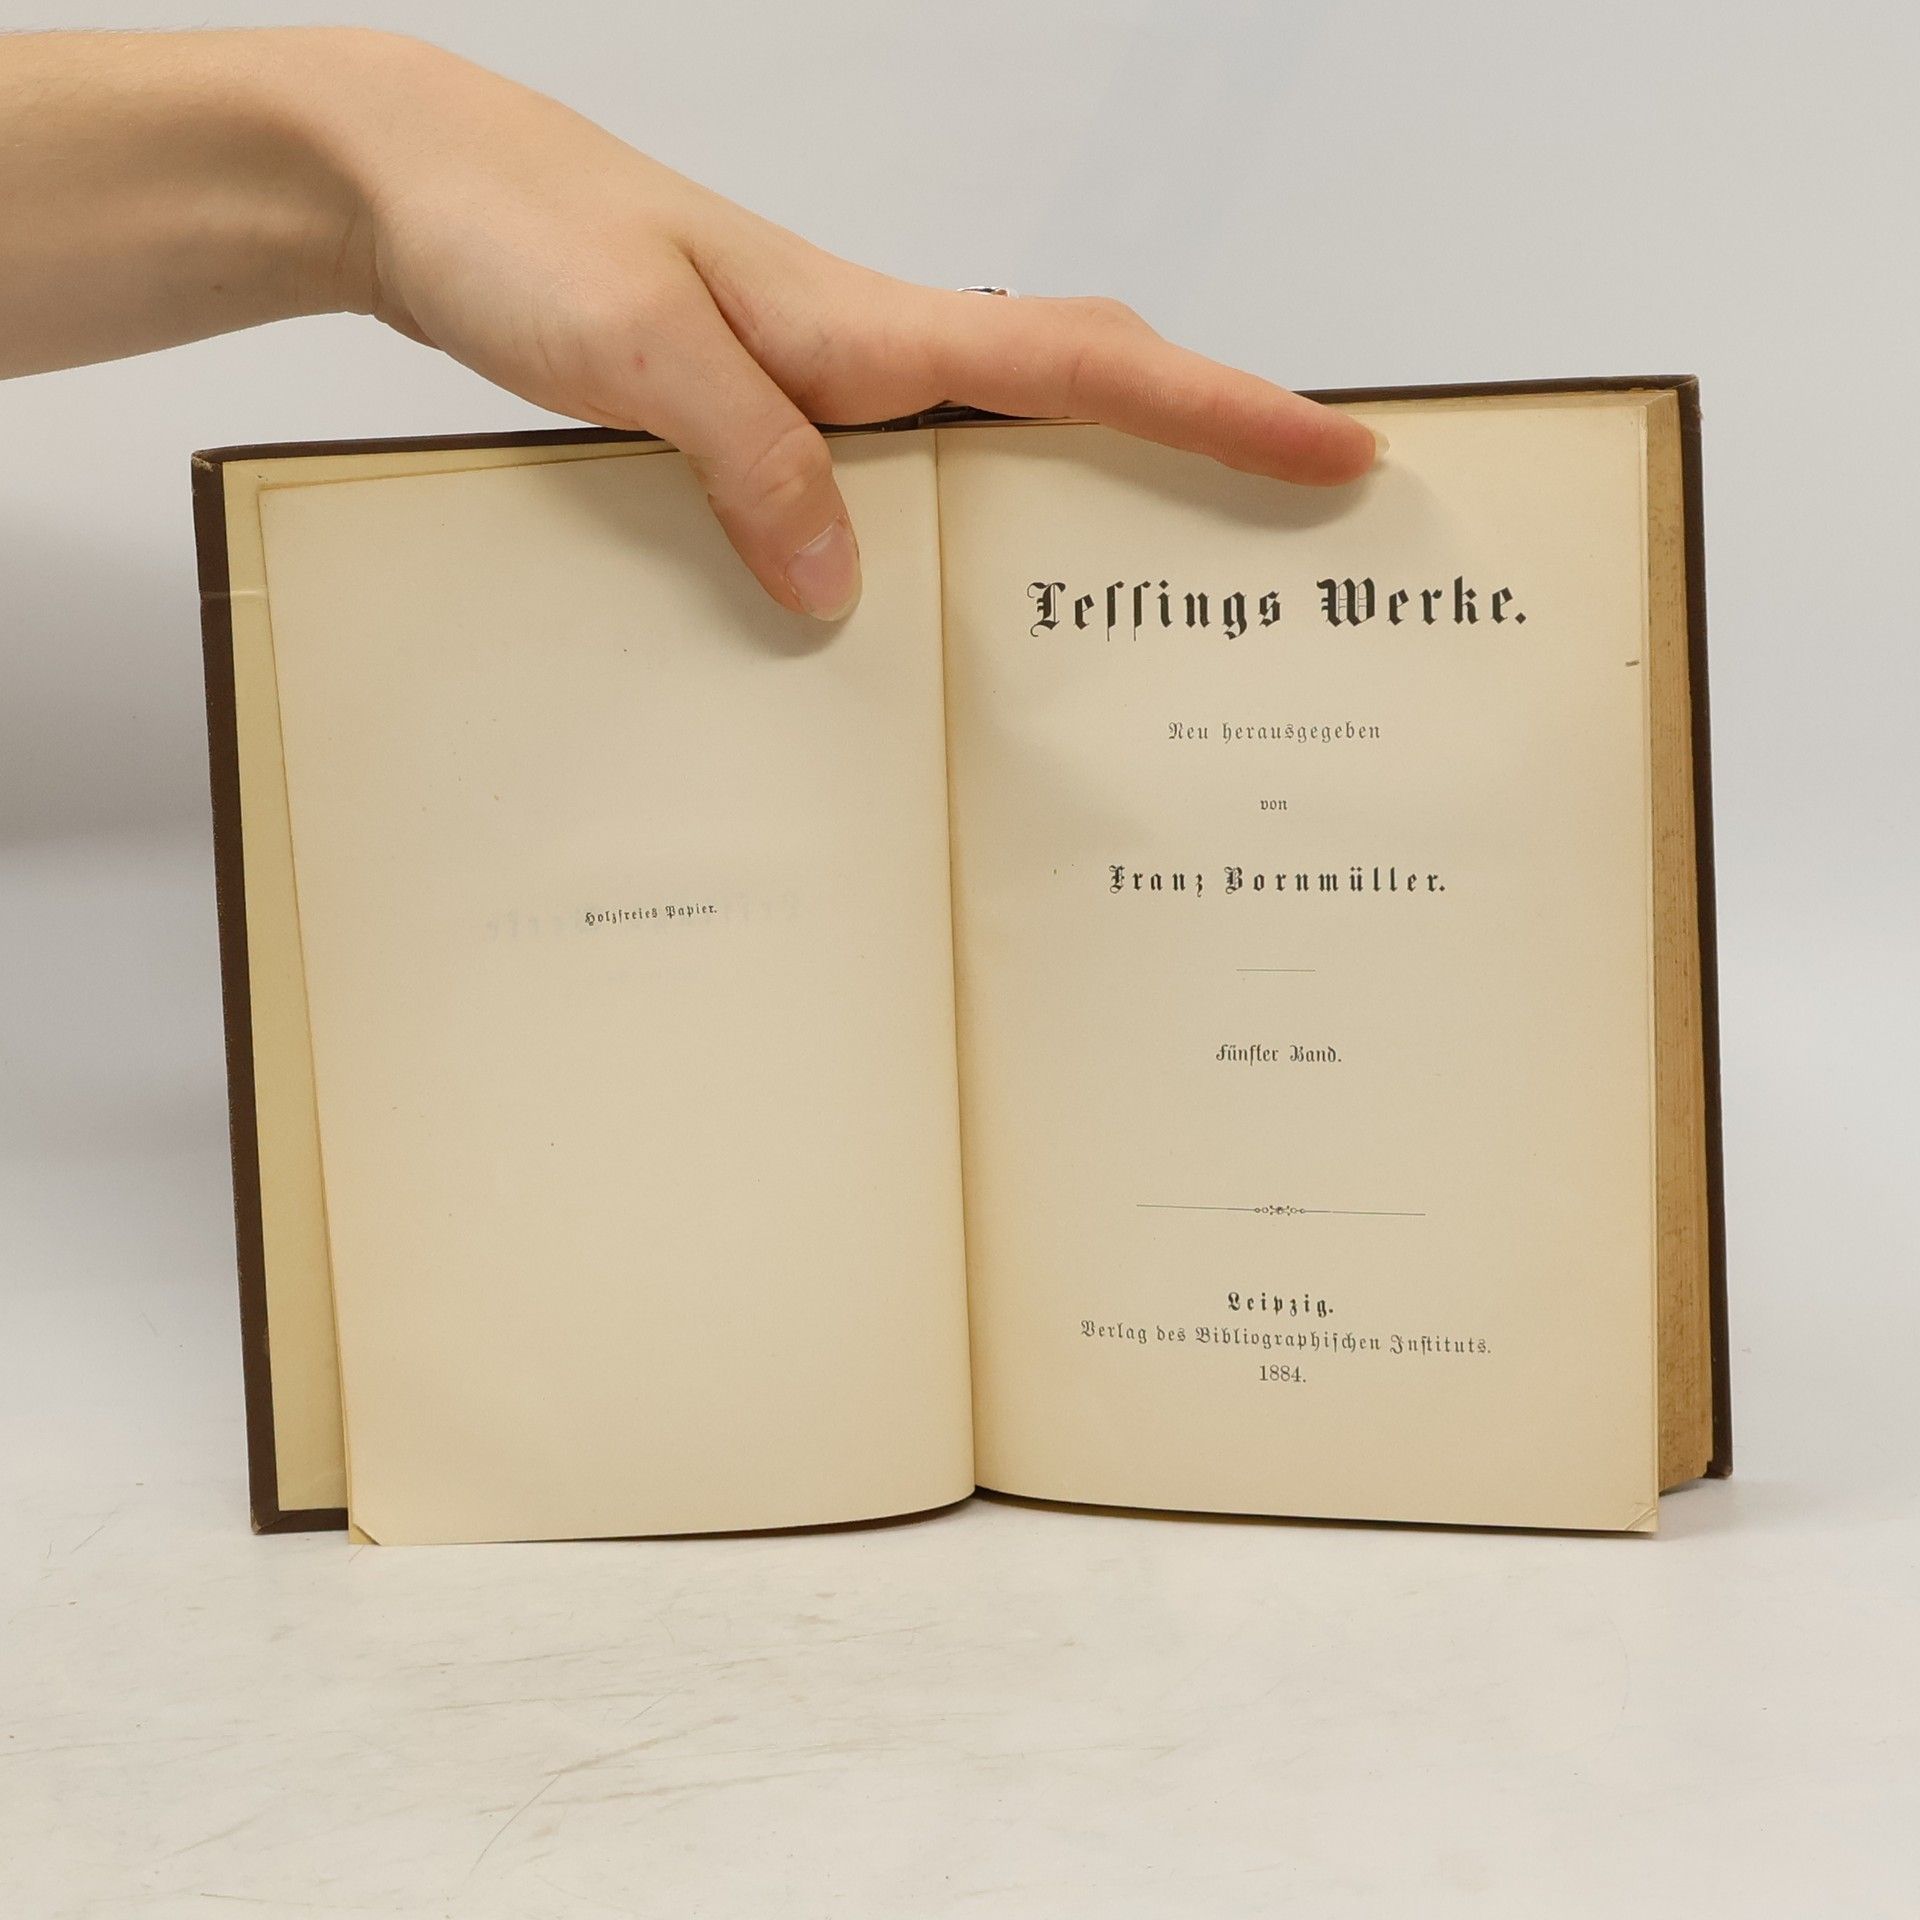 Holzfreies Papier.
Leſſings Werke.
Neu herausgegeben
von
Franz Bornmüller.
Fünfter Band.
Leipzig.
Verlag des Bibliographiſchen Inſtituts.
1884.